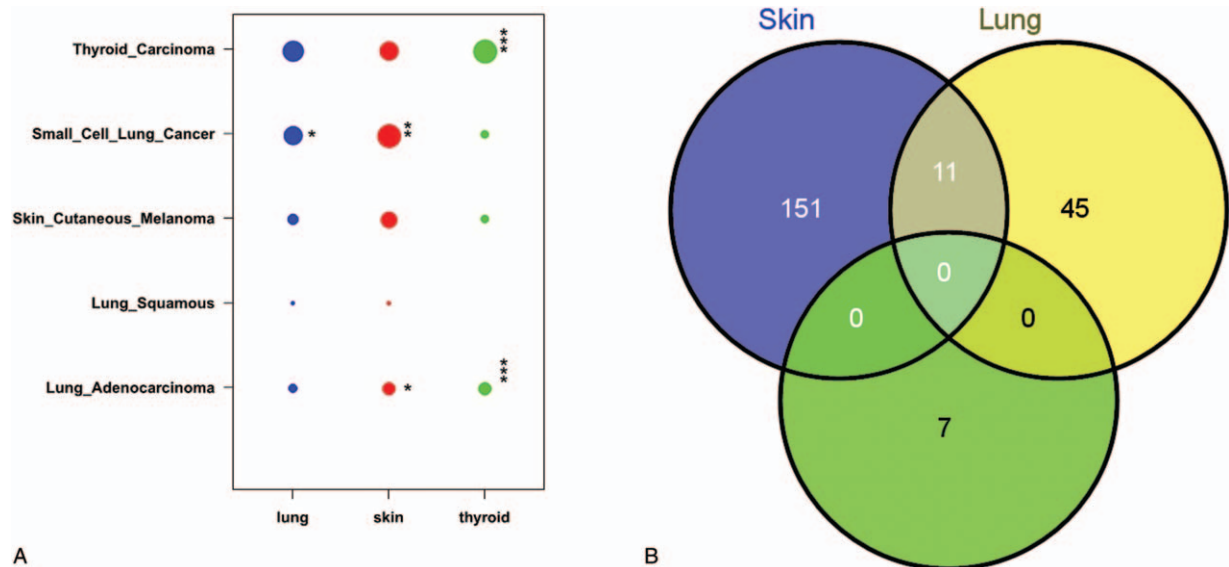 Thyroid_Carcinoma
***
Small_Cell_Lung_Cancer
*
**
Skin_Cutaneous_Melanoma
Lung_Squamous
Lung_Adenocarcinoma
*
***
lung skin thyroid
A
Skin Lung
11
151 45
0
0 0
7
B